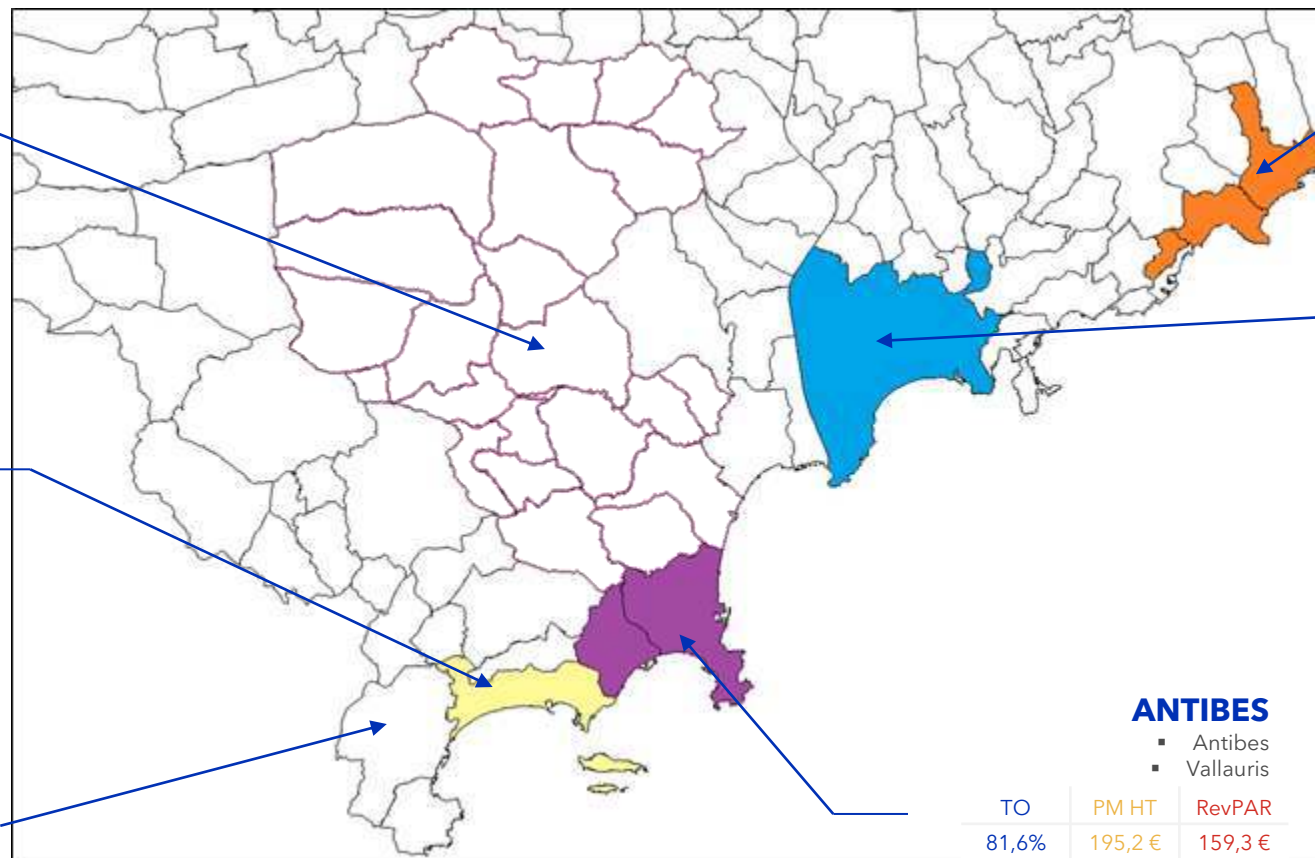 ANTIBES
▪ Antibes
▪ Vallauris
TO PM HT RevPAR
81,6% 195,2 € 159,3 €